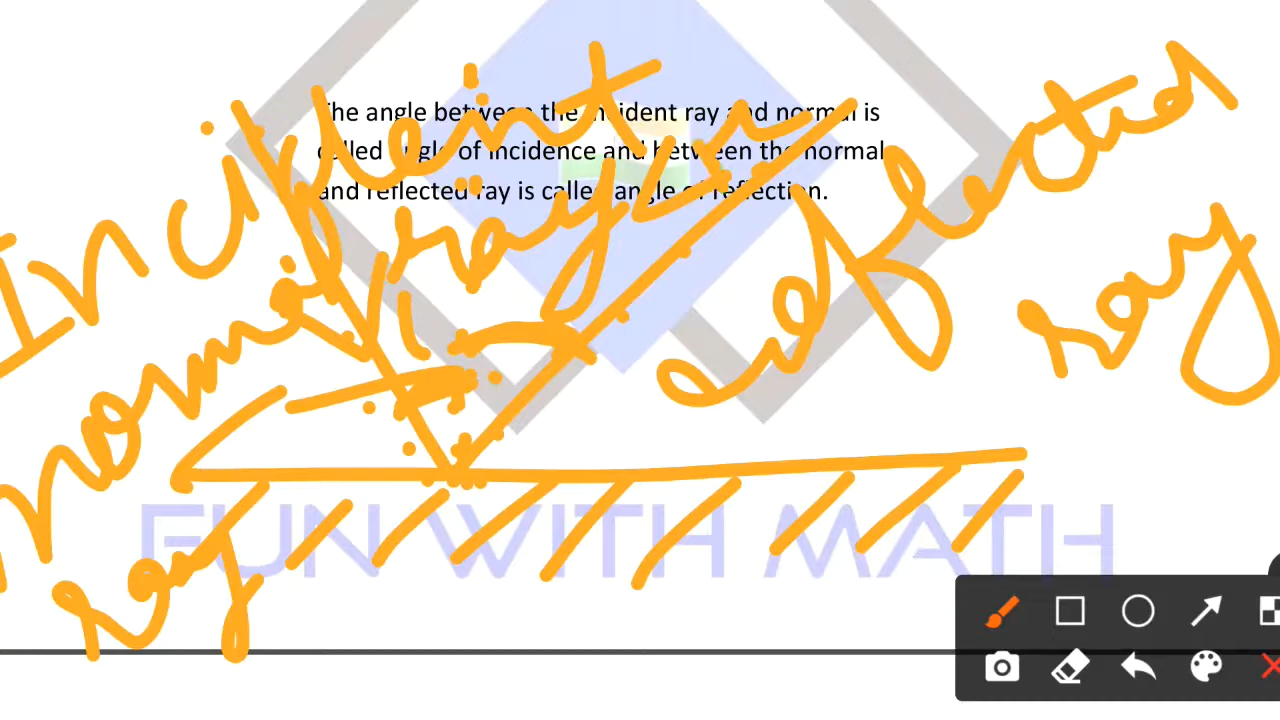 The angle between the incident ray and normal is
called angle of incidence and between the normal
and reflected ray is called angle of reflection.
Incident
ray
reflected
ray
normal
ray
FUN WITH MATH